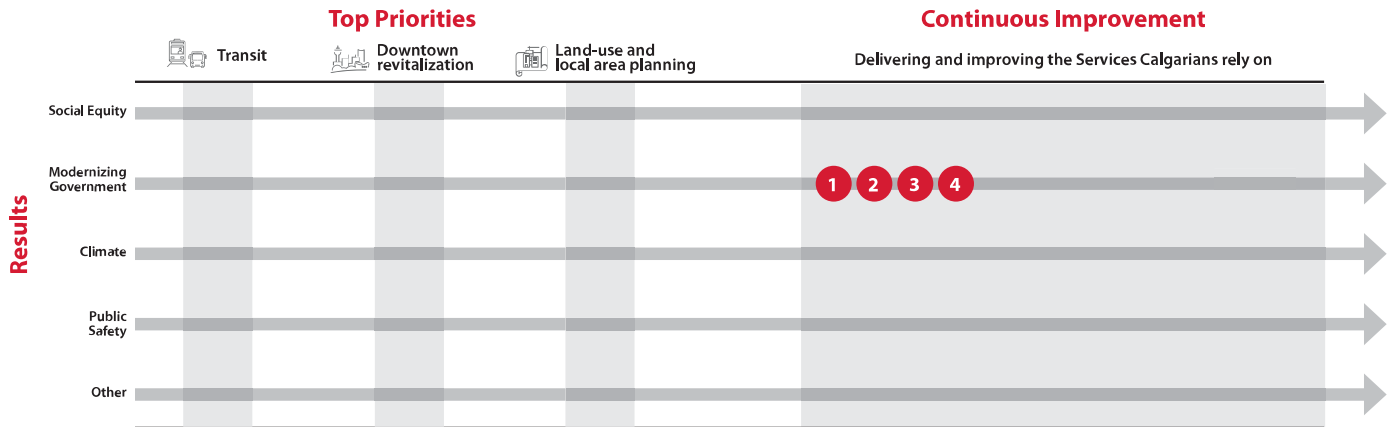 Top Priorities
Continuous Improvement
Transit
Downtown
revitalization
Land-use and
local area planning
Delivering and improving the Services Calgarians rely on
Results
Social Equity
Modernizing
Government
1 2 3 4
Climate
Public
Safety
Other